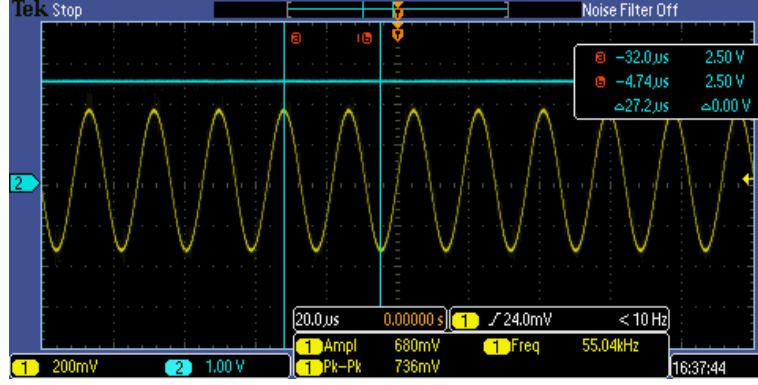 Tek Stop Noise Filter Off
a b
a −32.0µs 2.50 V
b −4.74µs 2.50 V
△27.2µs △0.00 V
2
20.0µs 0.00000 s 1 ƒ 24.0mV < 10 Hz
1 Ampl 680mV 1 Freq 55.04kHz
1 200mV 2 1.00 V 1 Pk−Pk 736mV 16:37:44